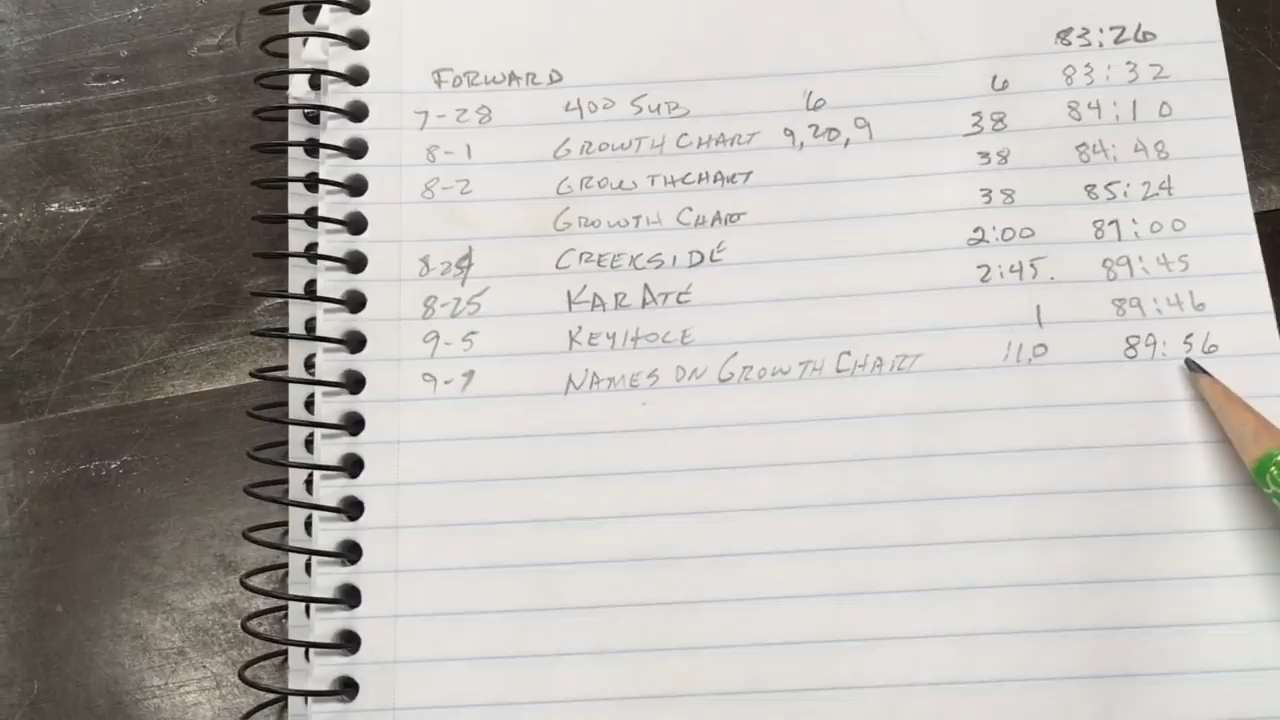 83:26
FORWARD
7-28 400 SUB 6 6 83:32
8-1 GROWTH CHART 9,20,9 38 84:10
8-2 GROWTHCHART 38 84:48
GROWTH CHART 38 85:24
CREEKSIDE 2:00 87:00
8-25 KARATE 2:45. 89:45
9-5 KEYHOLE 1 89:46
9-7 NAMES ON GROWTH CHART 89:56